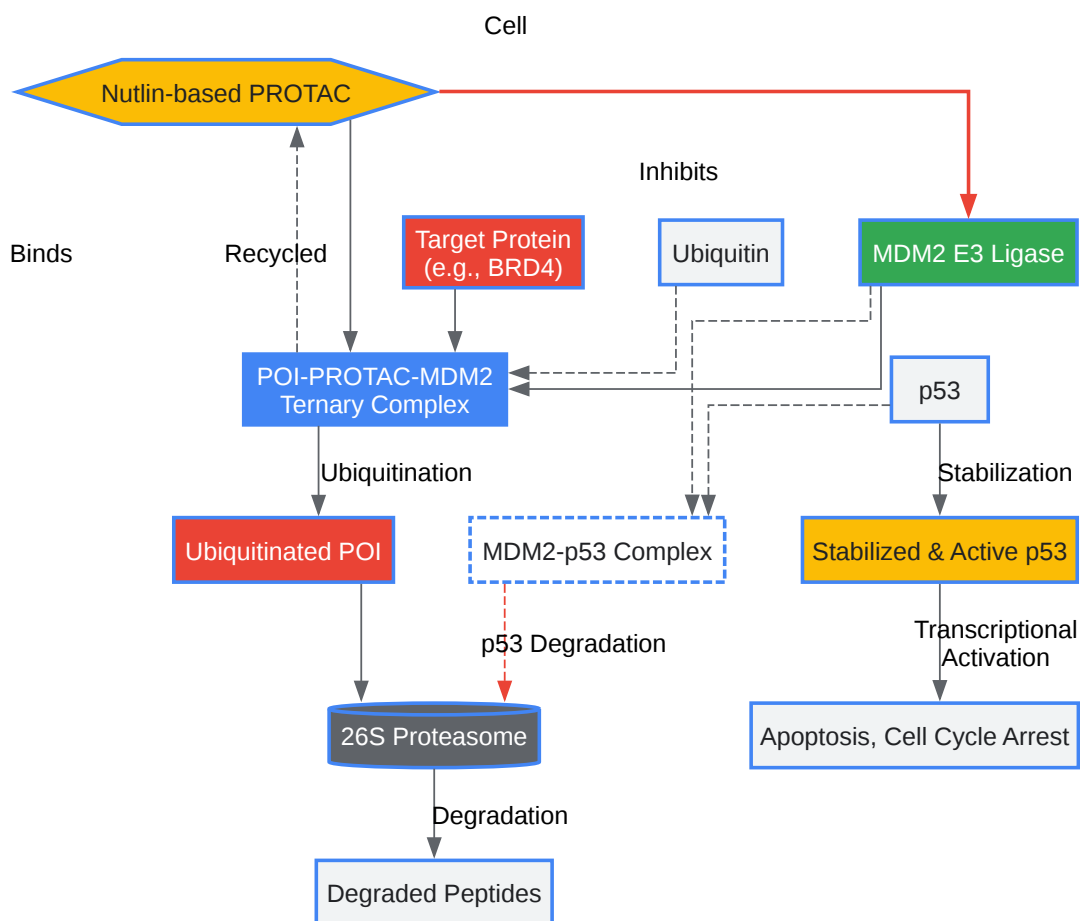 Cell
Nutlin-based PROTAC
Inhibits
Binds
Recycled
Target Protein
(e.g., BRD4)
Ubiquitin
MDM2 E3 Ligase
POI-PROTAC-MDM2
Ternary Complex
p53
Ubiquitination
Stabilization
Ubiquitinated POI
MDM2-p53 Complex
Stabilized & Active p53
p53 Degradation
Transcriptional
Activation
26S Proteasome
Apoptosis, Cell Cycle Arrest
Degradation
Degraded Peptides